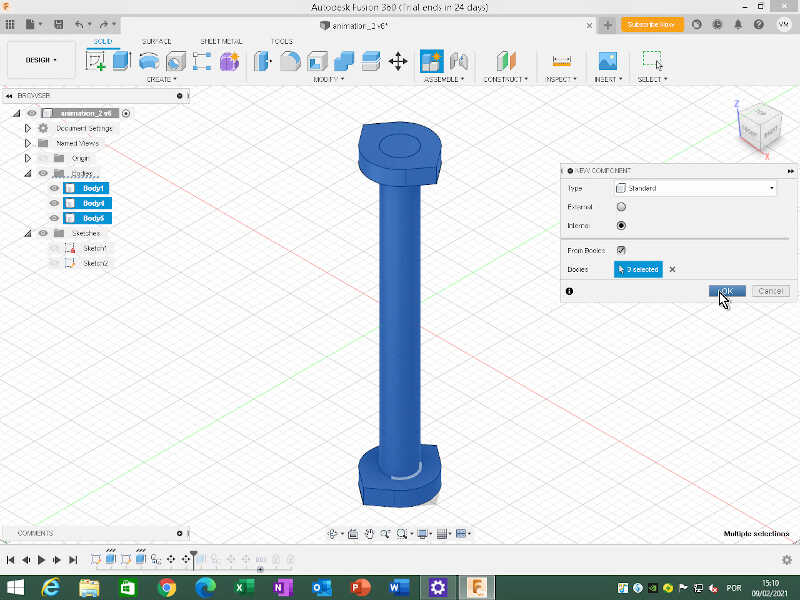 Autodesk Fusion 360 (Trial ends in 24 days)
animation_2 v6*
Subscribe Now
VM
DESIGN
SOLID SURFACE SHEET METAL TOOLS
CREATE MODIFY ASSEMBLE CONSTRUCT INSPECT INSERT SELECT
BROWSER
animation_2 v6
Document Settings
Named Views
Origin
Bodies
Body1
Body4
Body5
Sketches
Sketch1
Sketch2
Z
TOP
FRONT
RIGHT
X
NEW COMPONENT
Type Standard
External
Internal
From Bodies
Bodies 3 selected
OK Cancel
COMMENTS
Multiple selections
POR
15:10
09/02/2021